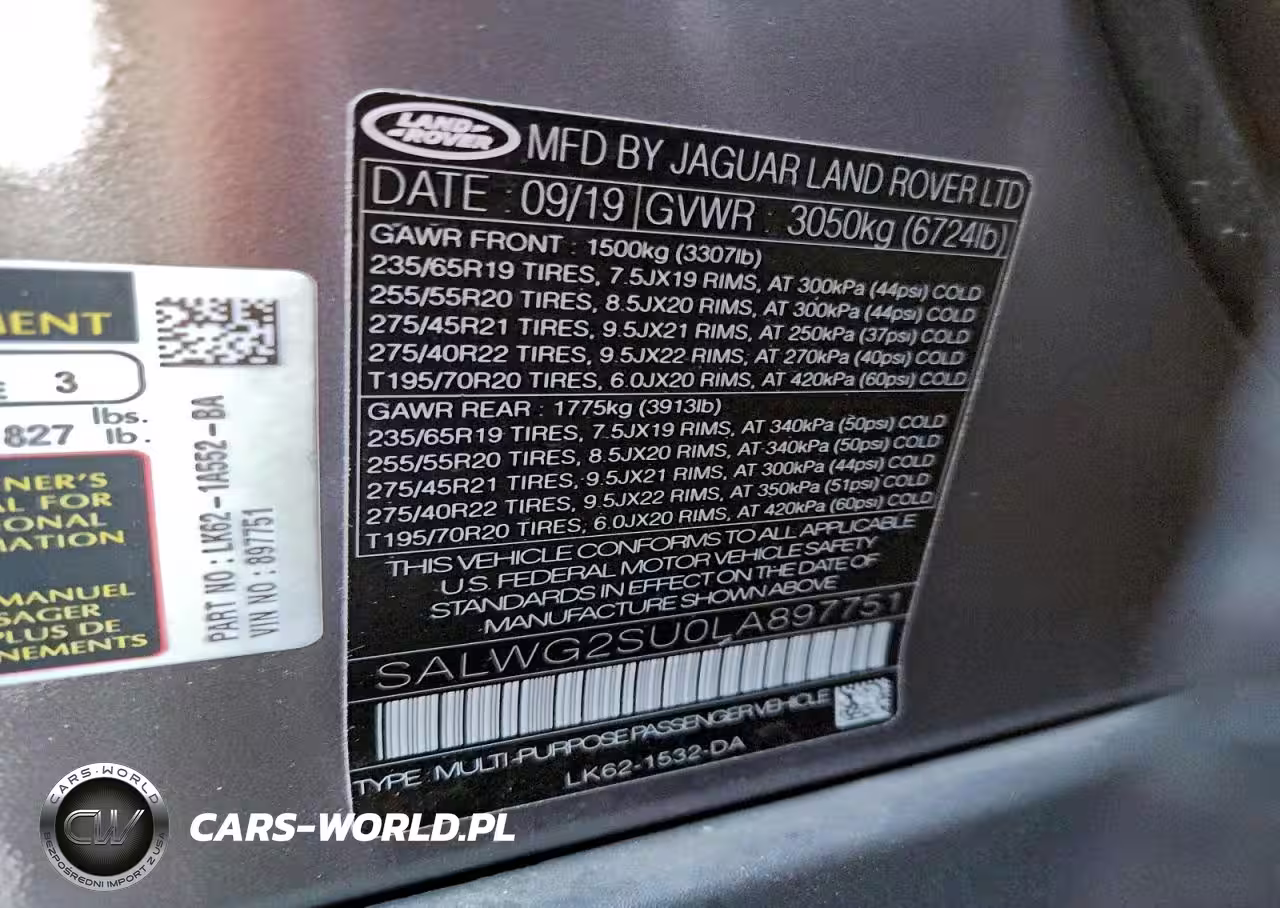 LAND ROVER
MFD BY JAGUAR LAND ROVER LTD
DATE : 09/19 GVWR : 3050kg (6724lb)
GAWR FRONT : 1500kg (3307lb)
235/65R19 TIRES, 7.5JX19 RIMS, AT 300kPa (44psi) COLD
255/55R20 TIRES, 8.5JX20 RIMS, AT 300kPa (44psi) COLD
275/45R21 TIRES, 9.5JX21 RIMS, AT 250kPa (37psi) COLD
275/40R22 TIRES, 9.5JX22 RIMS, AT 270kPa (40psi) COLD
T195/70R20 TIRES, 6.0JX20 RIMS, AT 420kPa (60psi) COLD
GAWR REAR : 1775kg (3913lb)
235/65R19 TIRES, 7.5JX19 RIMS, AT 340kPa (50psi) COLD
255/55R20 TIRES, 8.5JX20 RIMS, AT 340kPa (50psi) COLD
275/45R21 TIRES, 9.5JX21 RIMS, AT 300kPa (44psi) COLD
275/40R22 TIRES, 9.5JX22 RIMS, AT 350kPa (51psi) COLD
T195/70R20 TIRES, 6.0JX20 RIMS, AT 420kPa (60psi) COLD
THIS VEHICLE CONFORMS TO ALL APPLICABLE
U.S. FEDERAL MOTOR VEHICLE SAFETY
STANDARDS IN EFFECT ON THE DATE OF
MANUFACTURE SHOWN ABOVE
SALWG2SU0LA897751
TYPE : MULTI-PURPOSE PASSENGER VEHICLE
LK62-1532-DA
MENT
E 3
lbs.
827 lb.
NER'S
AL FOR
IONAL
MATION
MANUEL
SAGER
PLUS DE
NEMENTS
PART NO : LK62-1A552-BA
VIN NO : 897751
CARS-WORLD
CW
BEZPOŚREDNI IMPORT Z USA
CARS-WORLD.PL